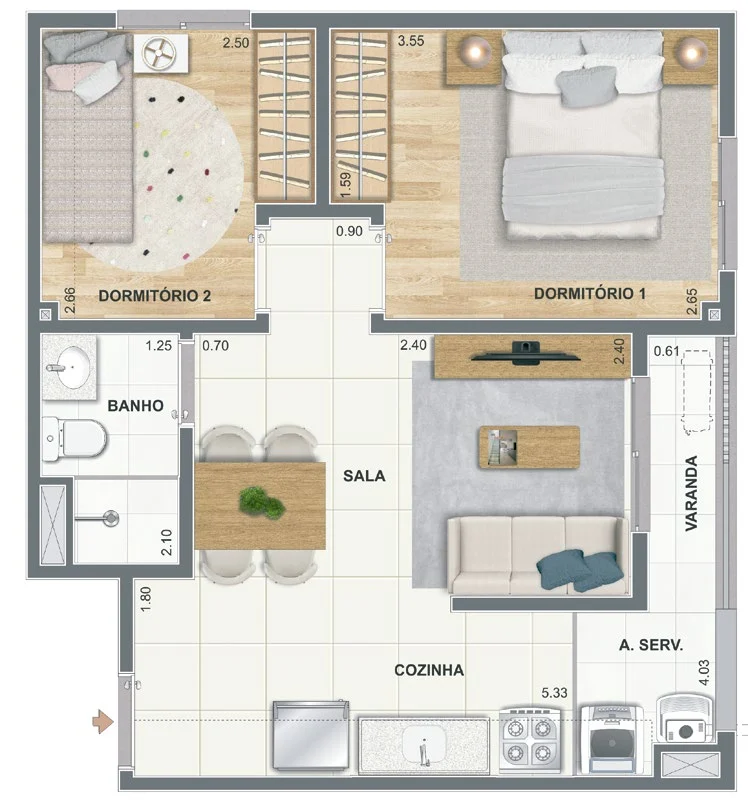 2.50
3.55
1.59
0.90
2.66
DORMITÓRIO 2
DORMITÓRIO 1
2.65
1.25
0.70
2.40
2.40
0.61
BANHO
SALA
VARANDA
2.10
1.80
A. SERV.
COZINHA
4.03
5.33